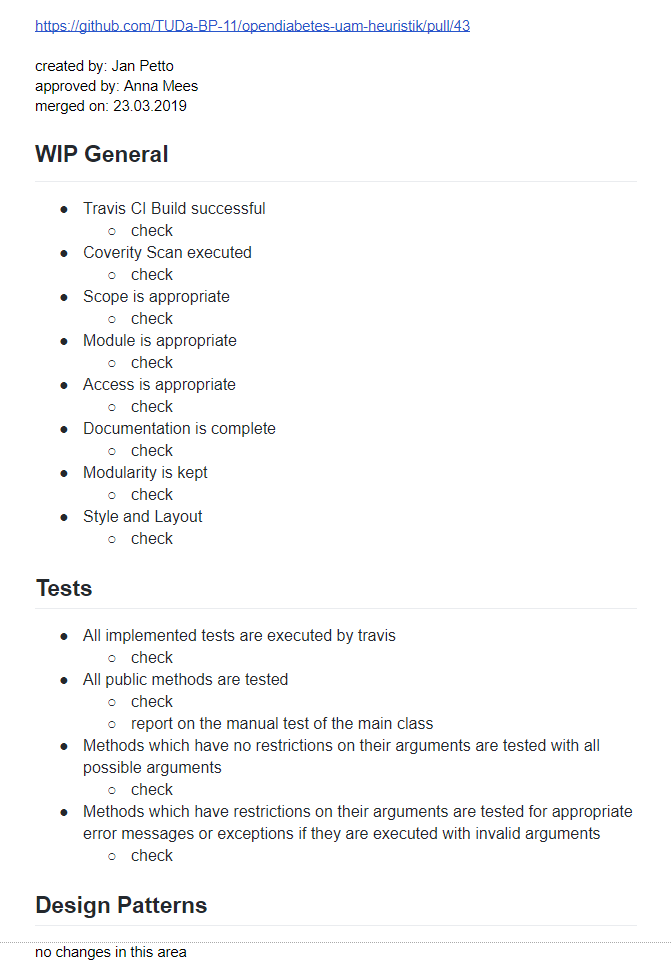 https://github.com/TUDa-BP-11/opendiabetes-uam-heuristik/pull/43
created by: Jan Petto
approved by: Anna Mees
merged on: 23.03.2019
WIP General
● Travis CI Build successful
○ check
● Coverity Scan executed
○ check
● Scope is appropriate
○ check
● Module is appropriate
○ check
● Access is appropriate
○ check
● Documentation is complete
○ check
● Modularity is kept
○ check
● Style and Layout
○ check
Tests
● All implemented tests are executed by travis
○ check
● All public methods are tested
○ check
○ report on the manual test of the main class
● Methods which have no restrictions on their arguments are tested with all
possible arguments
○ check
● Methods which have restrictions on their arguments are tested for appropriate
error messages or exceptions if they are executed with invalid arguments
○ check
Design Patterns
no changes in this area